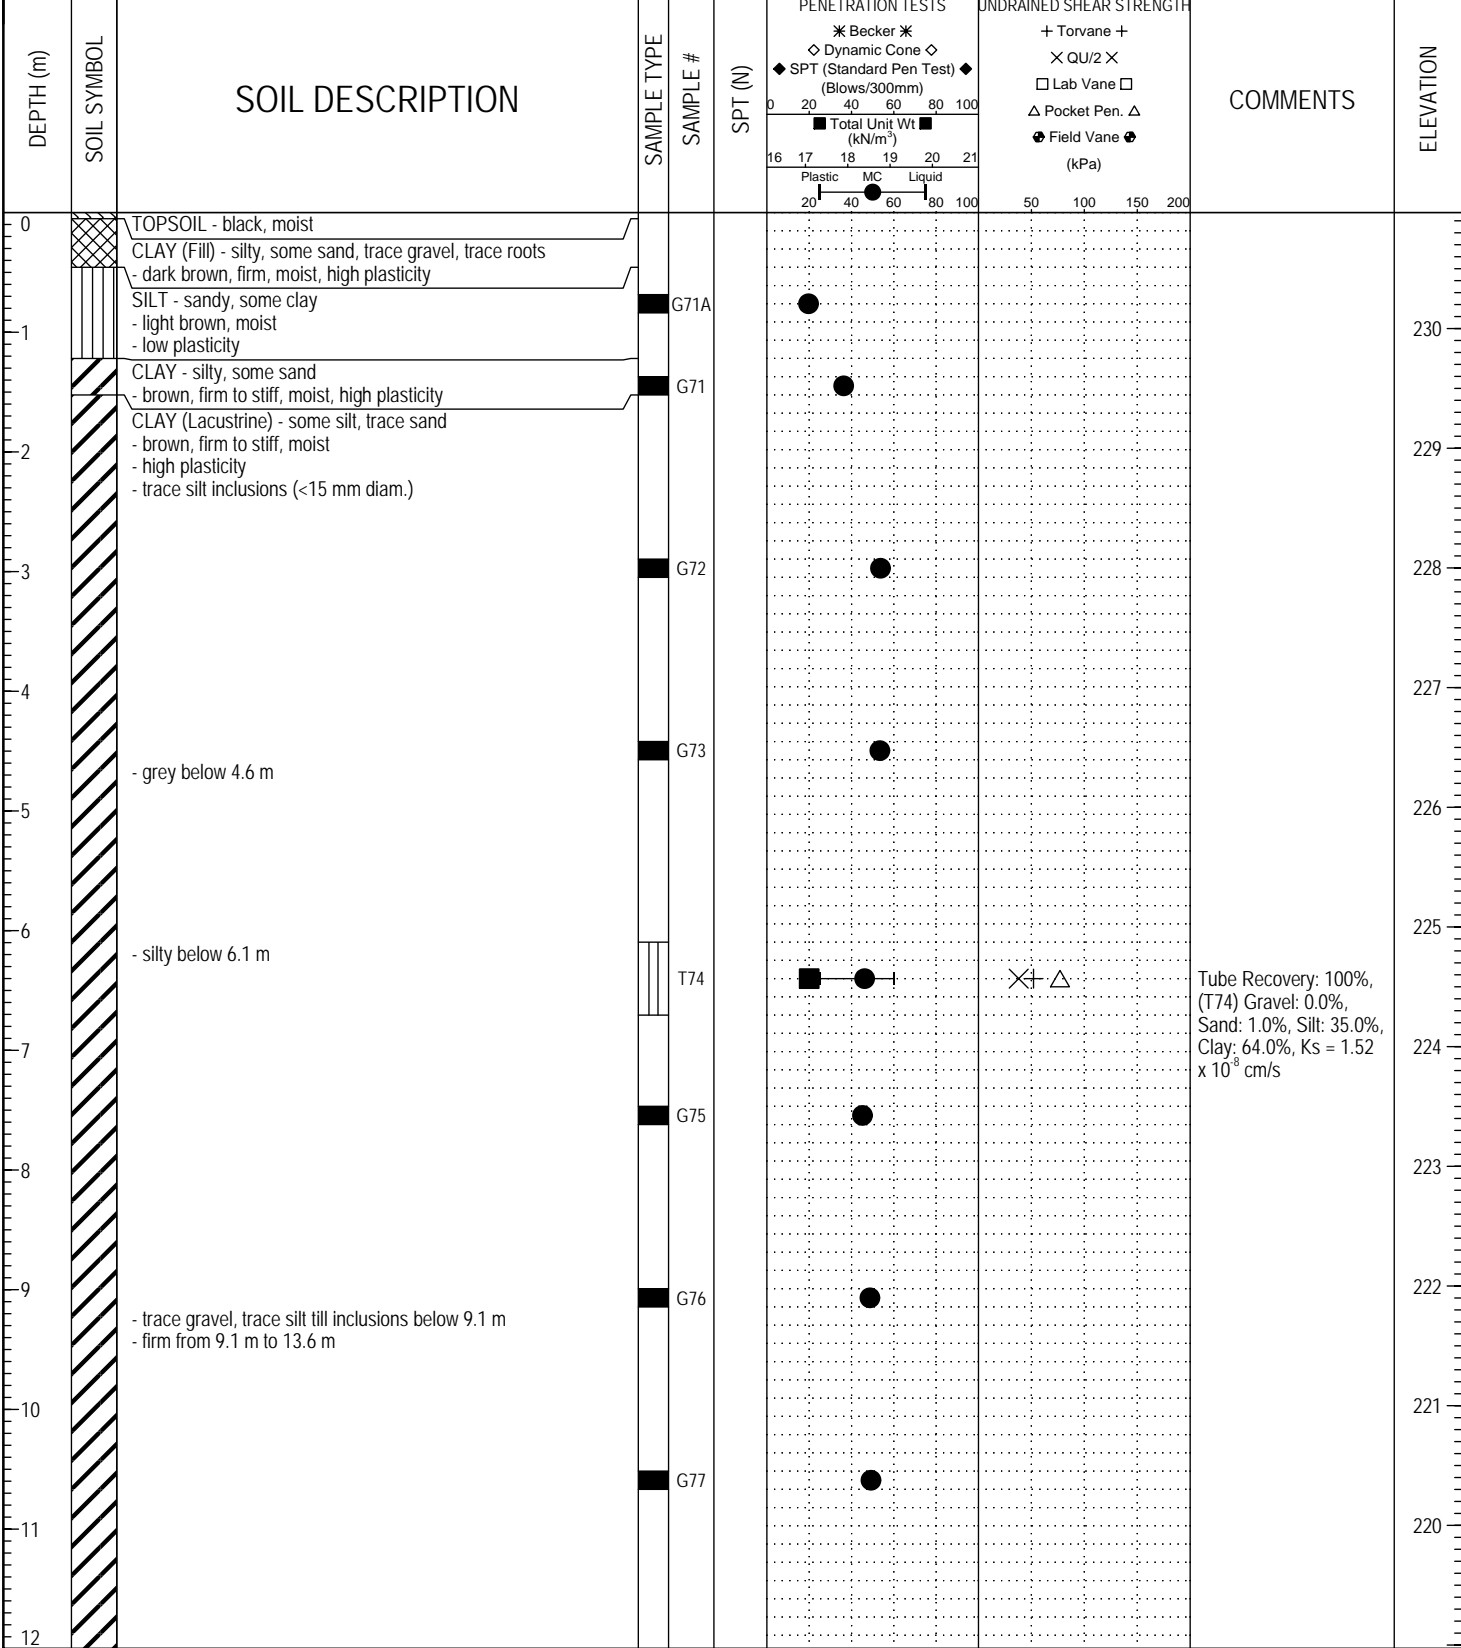 DEPTH (m)
SOIL SYMBOL
SOIL DESCRIPTION
SAMPLE TYPE
SAMPLE #
SPT (N)
PENETRATION TESTS
✳ Becker ✳
◇ Dynamic Cone ◇
◆ SPT (Standard Pen Test) ◆
(Blows/300mm)
0 20 40 60 80 100
■ Total Unit Wt ■
(kN/m³)
16 17 18 19 20 21
Plastic MC Liquid
20 40 60 80 100
UNDRAINED SHEAR STRENGTH
+ Torvane +
× QU/2 ×
□ Lab Vane □
△ Pocket Pen. △
Field Vane
(kPa)
50 100 150 200
COMMENTS
ELEVATION
0
TOPSOIL - black, moist
CLAY (Fill) - silty, some sand, trace gravel, trace roots
- dark brown, firm, moist, high plasticity
SILT - sandy, some clay
G71A
- light brown, moist
1
230
- low plasticity
CLAY - silty, some sand
G71
- brown, firm to stiff, moist, high plasticity
CLAY (Lacustrine) - some silt, trace sand
- brown, firm to stiff, moist
2
229
- high plasticity
- trace silt inclusions (<15 mm diam.)
3
G72
228
4
227
G73
- grey below 4.6 m
5
226
6
225
- silty below 6.1 m
T74
Tube Recovery: 100%,
(T74) Gravel: 0.0%,
Sand: 1.0%, Silt: 35.0%,
Clay: 64.0%, Ks = 1.52
x 10⁻⁸ cm/s
7
224
G75
8
223
9
222
G76
- trace gravel, trace silt till inclusions below 9.1 m
- firm from 9.1 m to 13.6 m
10
221
G77
11
220
12